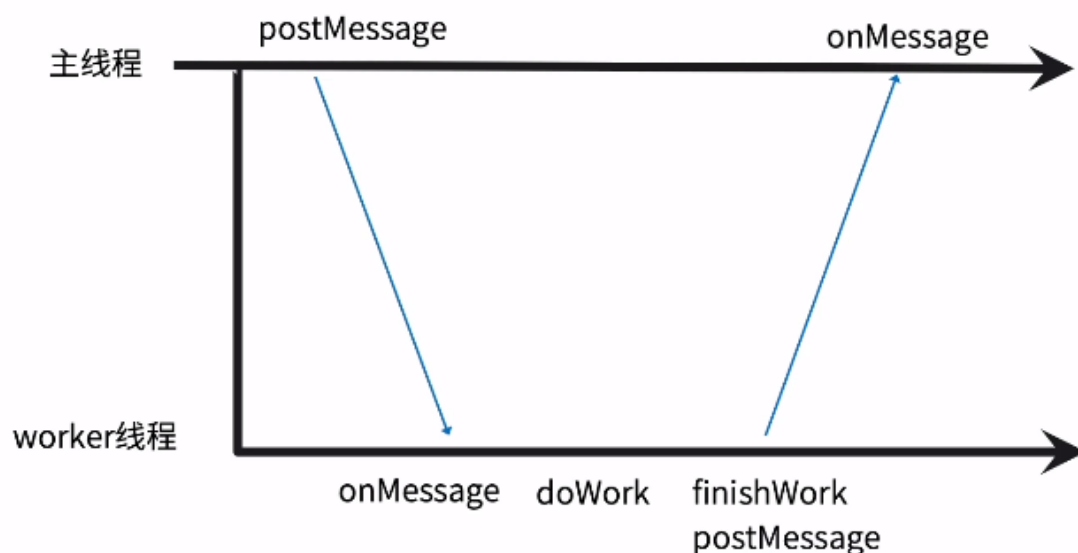 postMessage
onMessage
主线程
worker线程
onMessage
doWork
finishWork
postMessage